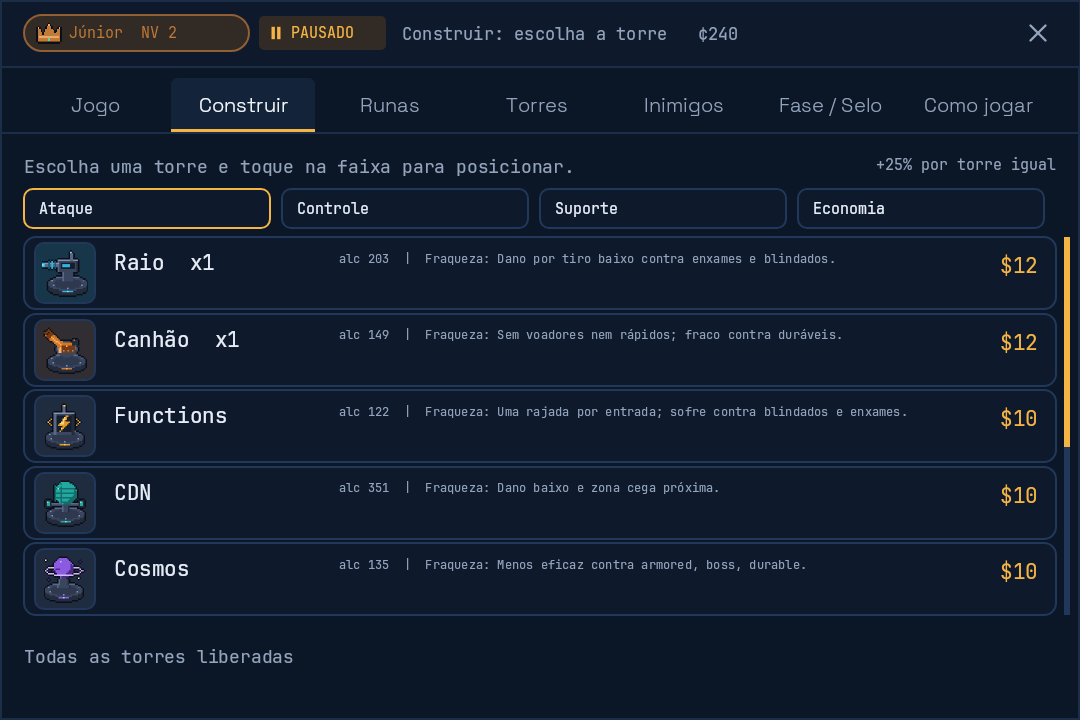 Júnior NV 2 PAUSADO Construir: escolha a torre ¢240
Jogo Construir Runas Torres Inimigos Fase / Selo Como jogar
Escolha uma torre e toque na faixa para posicionar. +25% por torre igual
Ataque Controle Suporte Economia
Raio x1 alc 203 | Fraqueza: Dano por tiro baixo contra enxames e blindados. $12
Canhão x1 alc 149 | Fraqueza: Sem voadores nem rápidos; fraco contra duráveis. $12
Functions alc 122 | Fraqueza: Uma rajada por entrada; sofre contra blindados e enxames. $10
CDN alc 351 | Fraqueza: Dano baixo e zona cega próxima. $10
Cosmos alc 135 | Fraqueza: Menos eficaz contra armored, boss, durable. $10
Todas as torres liberadas